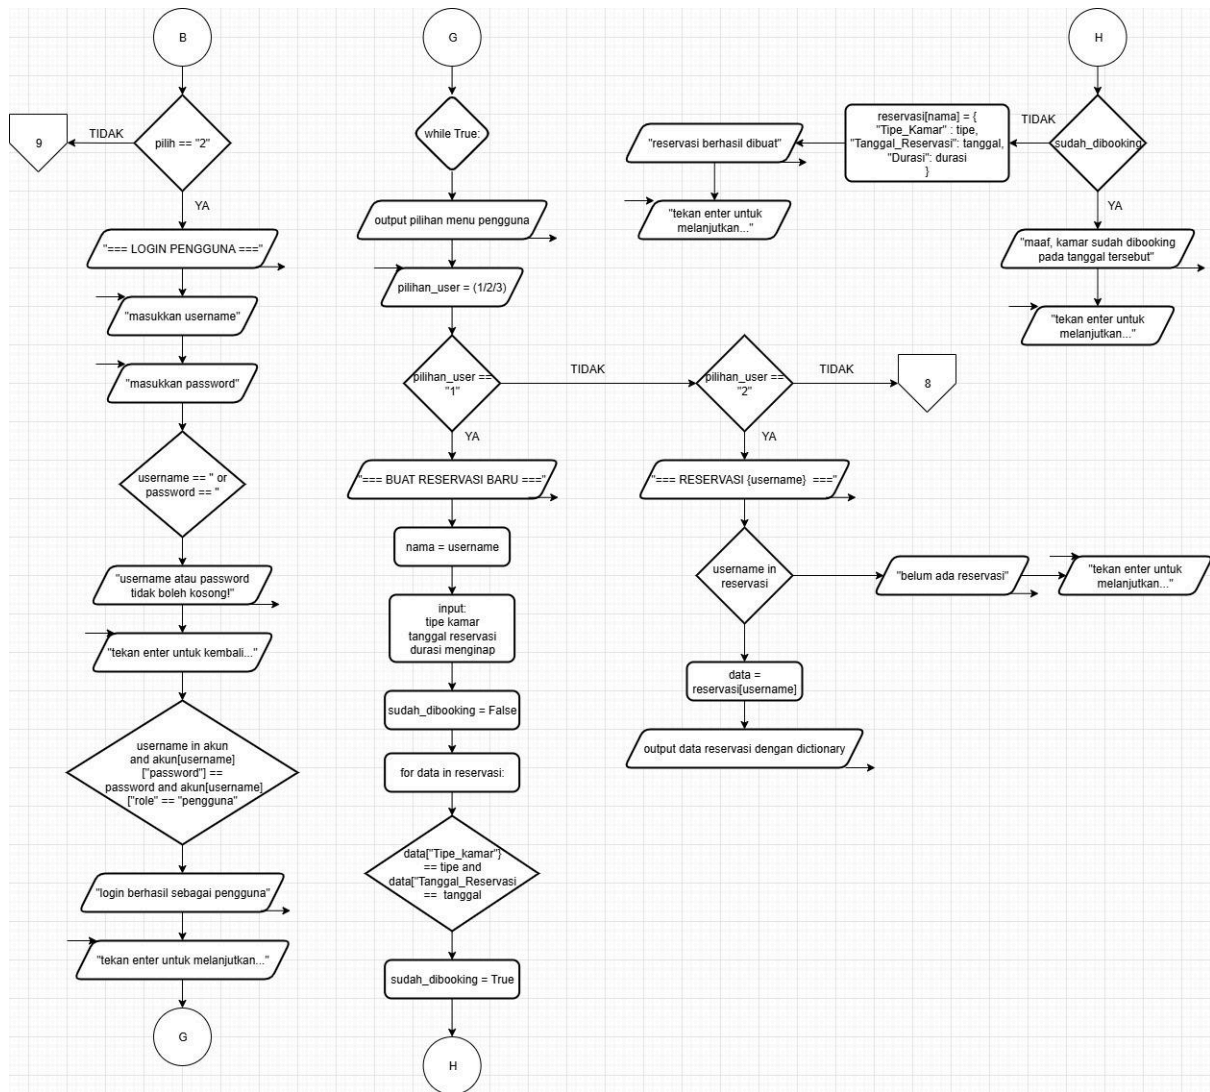 B
pilih == "2"
TIDAK
9
YA
"=== LOGIN PENGGUNA ==="
"masukkan username"
"masukkan password"
username == " or
password == "
"username atau password
tidak boleh kosong!"
"tekan enter untuk kembali..."
username in akun
and akun[username]
["password"] ==
password and akun[username]
["role" == "pengguna"
"login berhasil sebagai pengguna"
"tekan enter untuk melanjutkan..."
G
G
while True:
output pilihan menu pengguna
pilihan_user = (1/2/3)
pilihan_user ==
"1"
TIDAK
YA
"=== BUAT RESERVASI BARU ==="
nama = username
input:
tipe kamar
tanggal reservasi
durasi menginap
sudah_dibooking = False
for data in reservasi:
data["Tipe_kamar"}
== tipe and
data["Tanggal_Reservasi
== tanggal
sudah_dibooking = True
H
pilihan_user ==
"2"
TIDAK
8
YA
"=== RESERVASI {username} ==="
username in
reservasi
"belum ada reservasi"
"tekan enter untuk
melanjutkan..."
data =
reservasi[username]
output data reservasi dengan dictionary
H
sudah_dibooking
TIDAK
reservasi[nama] = {
"Tipe_Kamar" : tipe,
"Tanggal_Reservasi": tanggal,
"Durasi": durasi
}
"reservasi berhasil dibuat"
"tekan enter untuk
melanjutkan..."
YA
"maaf, kamar sudah dibooking
pada tanggal tersebut"
"tekan enter untuk
melanjutkan..."